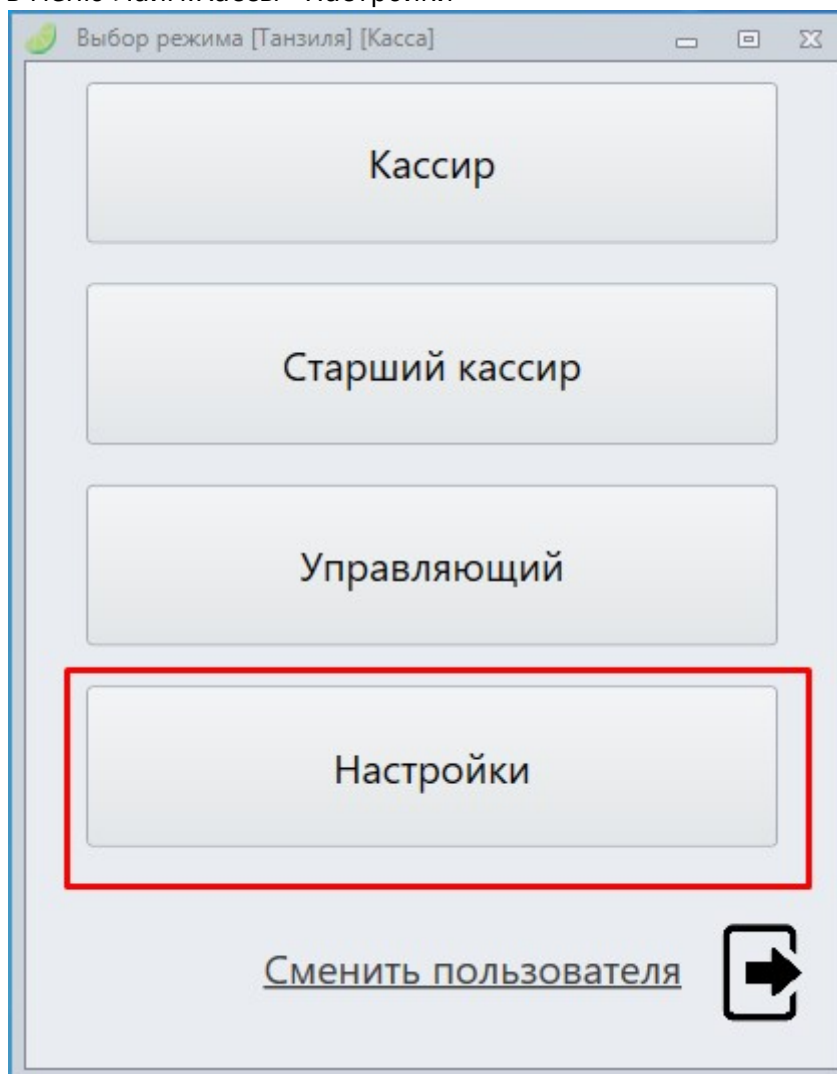 Выбор режима [Танзиля] [Касса]
Кассир
Старший кассир
Управляющий
Настройки
Сменить пользователя